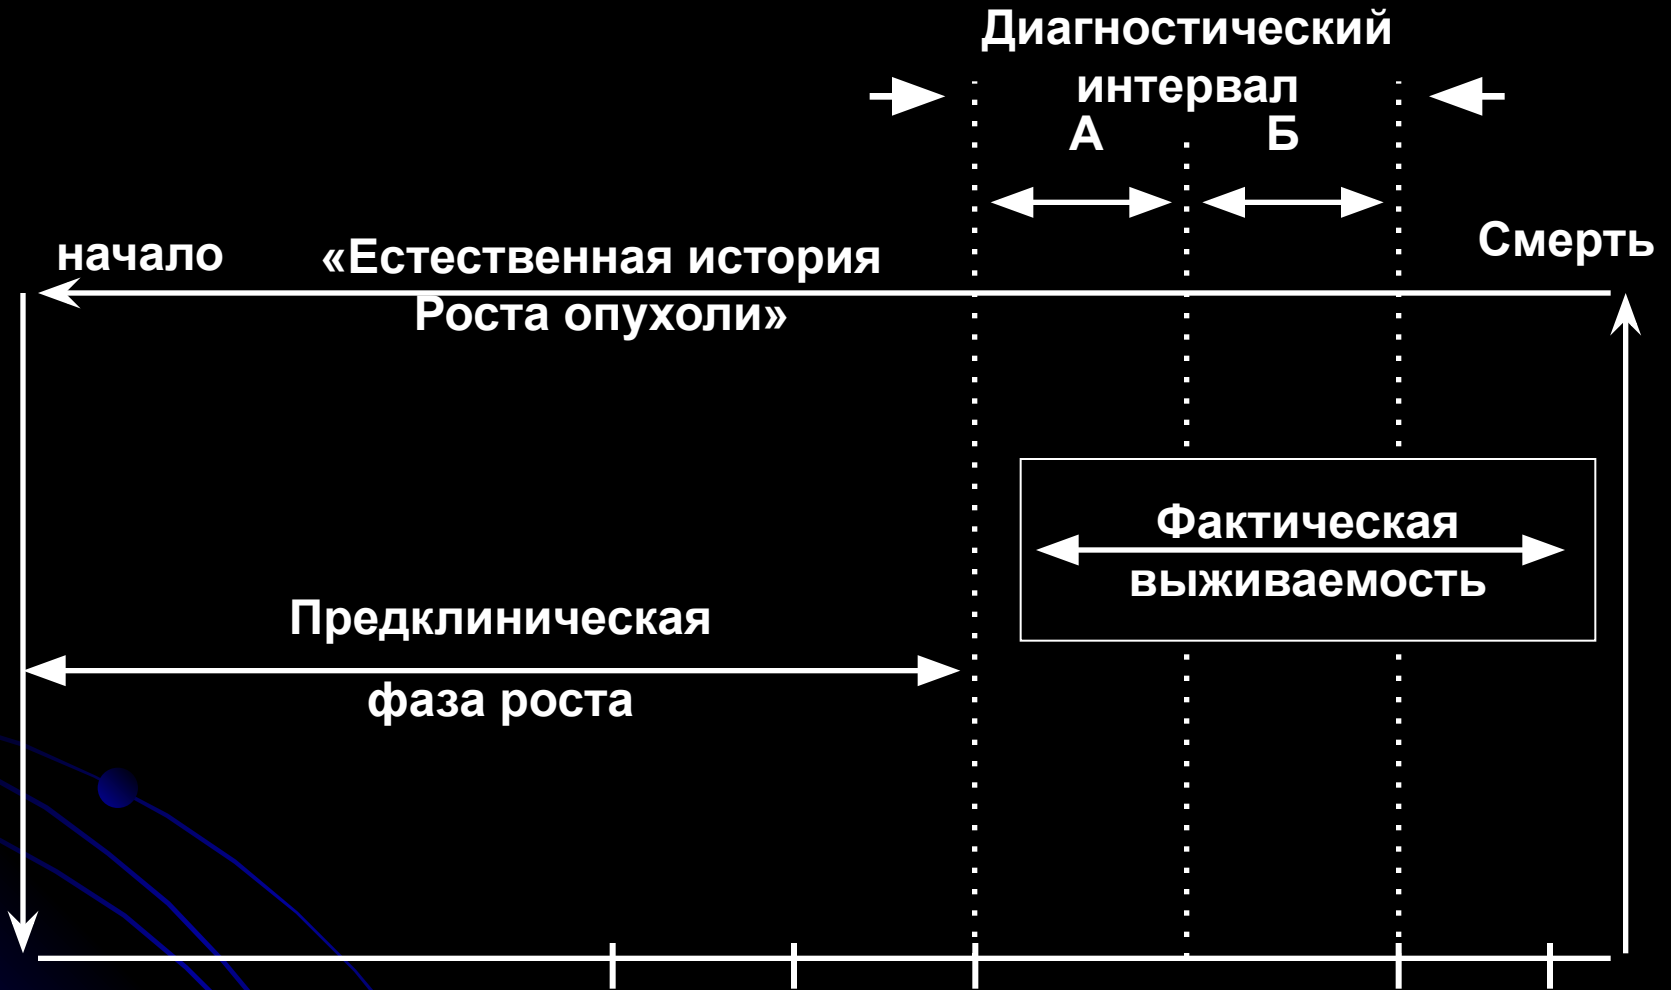 Диагностический
интервал
А
Б
начало
«Естественная история
Роста опухоли»
Смерть
Фактическая
выживаемость
Предклиническая
фаза роста